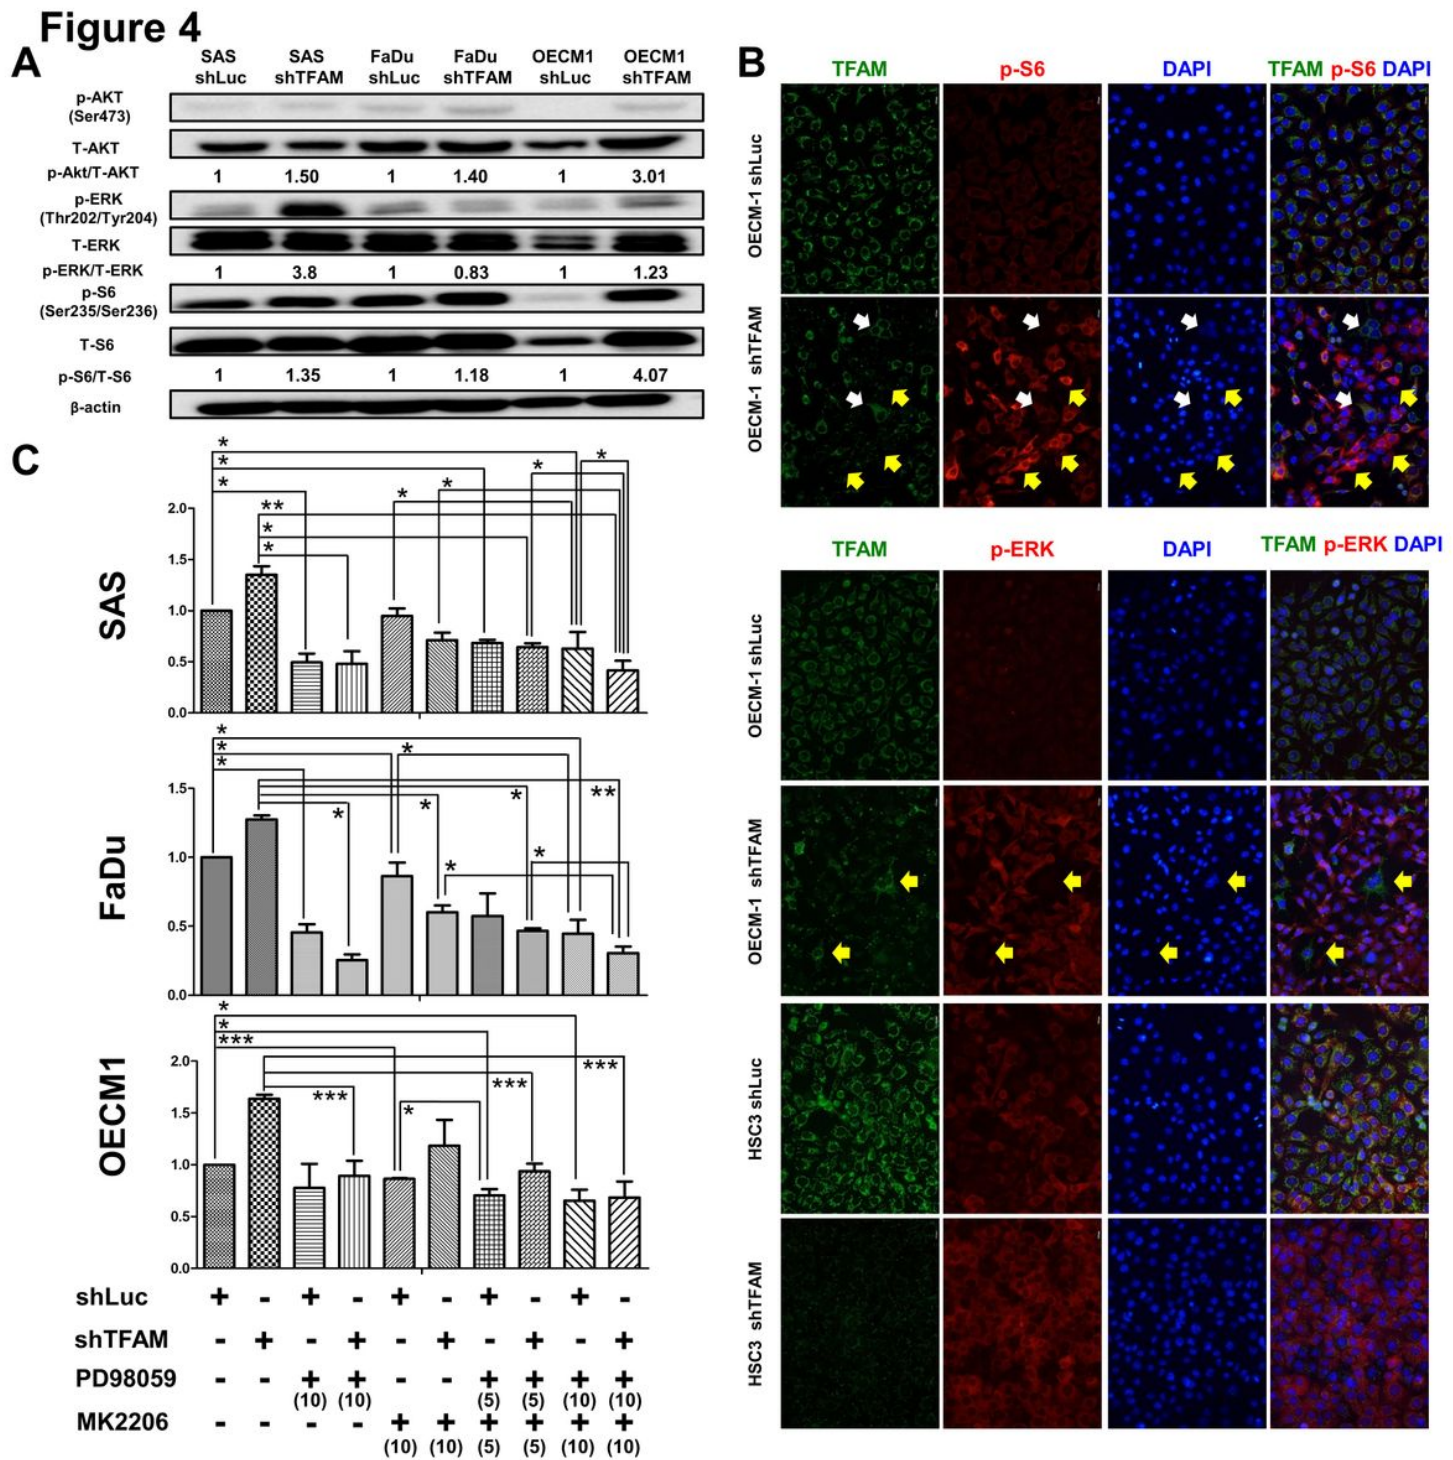 Figure 4
A
SAS shLuc SAS shTFAM FaDu shLuc FaDu shTFAM OECM1 shLuc OECM1 shTFAM
p-AKT
(Ser473)
T-AKT
p-Akt/T-AKT 1 1.50 1 1.40 1 3.01
p-ERK
(Thr202/Tyr204)
T-ERK
p-ERK/T-ERK 1 3.8 1 0.83 1 1.23
p-S6
(Ser235/Ser236)
T-S6
p-S6/T-S6 1 1.35 1 1.18 1 4.07
β-actin
B
TFAM p-S6 DAPI TFAM p-S6 DAPI
OECM-1 shLuc
OECM-1 shTFAM
TFAM p-ERK DAPI TFAM p-ERK DAPI
OECM-1 shLuc
OECM-1 shTFAM
HSC3 shLuc
HSC3 shTFAM
C
SAS
2.0
1.5
1.0
0.5
0.0
* * * ** * * * * * *
FaDu
1.5
1.0
0.5
0.0
* * * * * * * ** * *
OECM1
2.0
1.5
1.0
0.5
0.0
* * *** *** * *** ***
shLuc + - + - + - + - + -
shTFAM - + - + - + - + - +
PD98059 - - + + - - + + + +
(10) (10) (5) (5) (10) (10)
MK2206 - - - - + + + + + +
(10) (10) (5) (5) (10) (10)